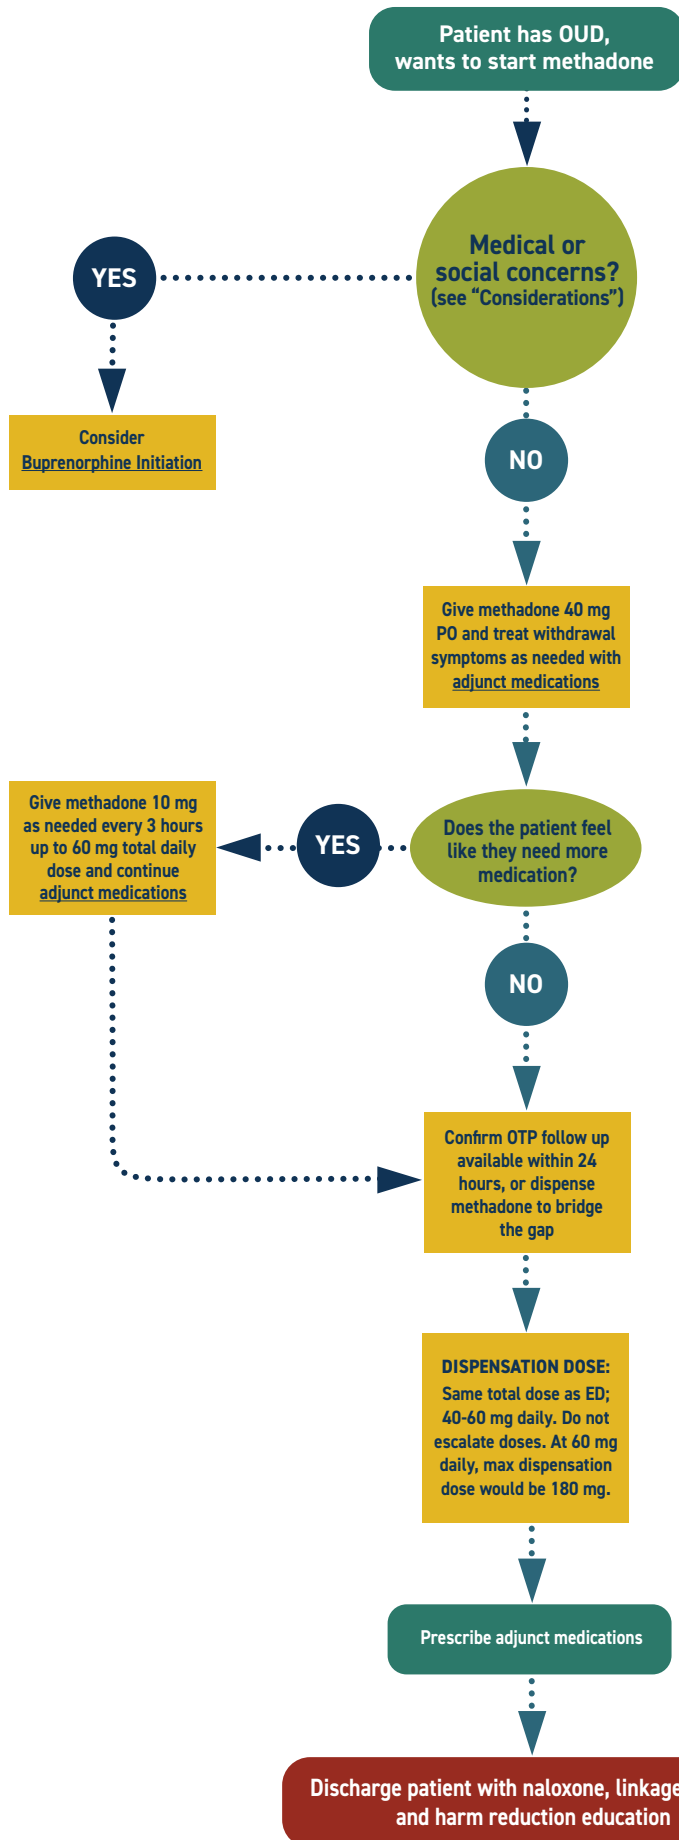 Patient has OUD,
wants to start methadone
Medical or
social concerns?
(see “Considerations”)
YES
Consider
Buprenorphine Initiation
NO
Give methadone 40 mg
PO and treat withdrawal
symptoms as needed with
adjunct medications
Does the patient feel
like they need more
medication?
YES
Give methadone 10 mg
as needed every 3 hours
up to 60 mg total daily
dose and continue
adjunct medications
NO
Confirm OTP follow up
available within 24
hours, or dispense
methadone to bridge
the gap
DISPENSATION DOSE:
Same total dose as ED;
40-60 mg daily. Do not
escalate doses. At 60 mg
daily, max dispensation
dose would be 180 mg.
Prescribe adjunct medications
Discharge patient with naloxone, linkage
and harm reduction education